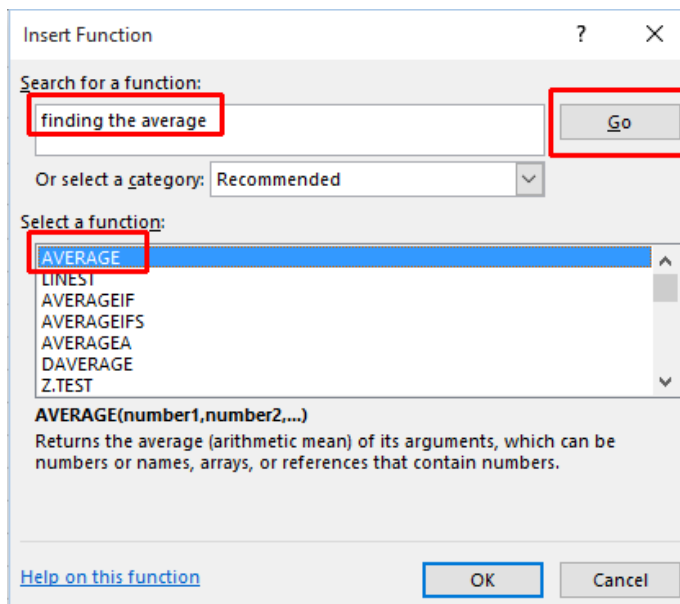 Insert Function ? X
Search for a function:
finding the average
Go
Or select a category: Recommended
Select a function:
AVERAGE
LINEST
AVERAGEIF
AVERAGEIFS
AVERAGEA
DAVERAGE
Z.TEST
AVERAGE(number1,number2,...)
Returns the average (arithmetic mean) of its arguments, which can be
numbers or names, arrays, or references that contain numbers.
Help on this function
OK
Cancel